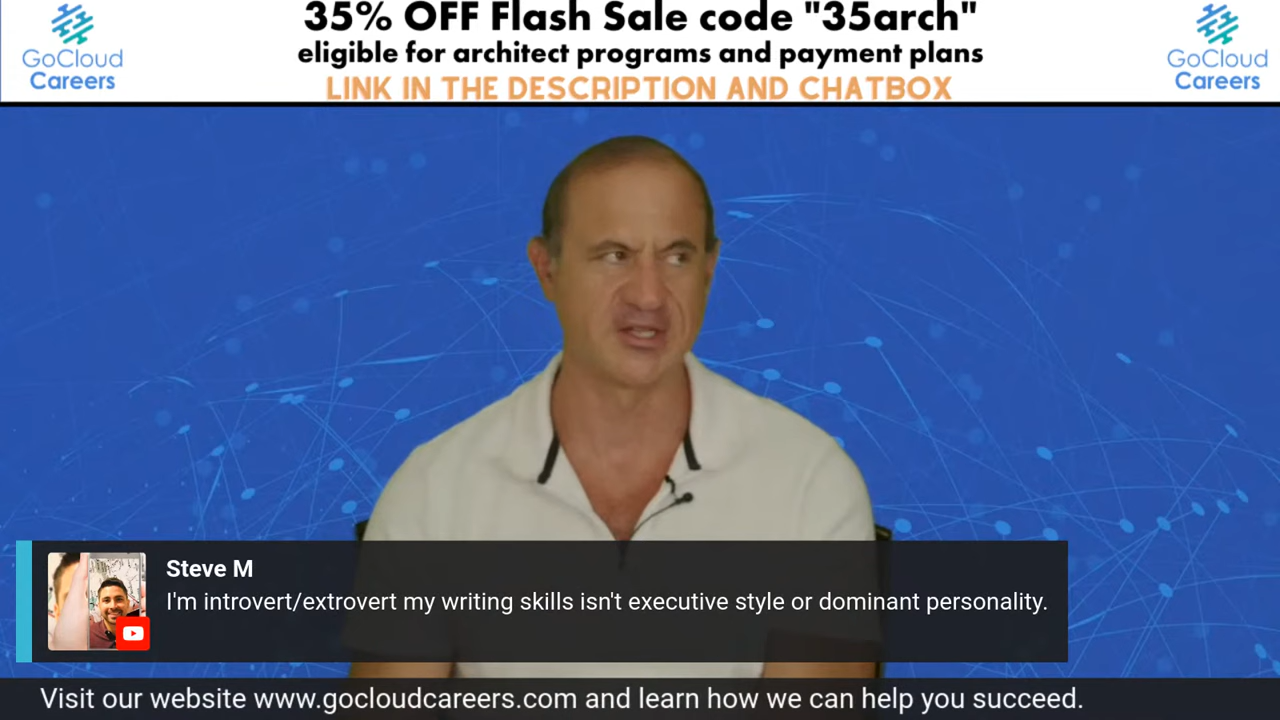 35% OFF Flash Sale code "35arch"
eligible for architect programs and payment plans
LINK IN THE DESCRIPTION AND CHATBOX
GoCloud
Careers
GoCloud
Careers
Steve M
I'm introvert/extrovert my writing skills isn't executive style or dominant personality.
Visit our website www.gocloudcareers.com and learn how we can help you succeed.